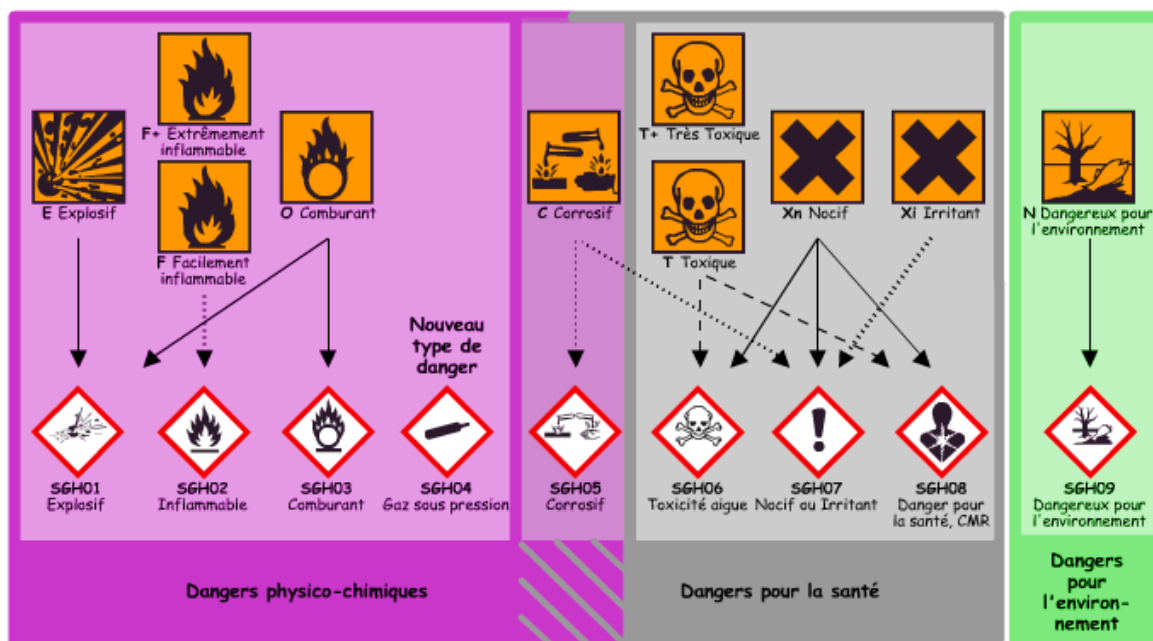 F+ Extrêmement
inflammable
E Explosif
O Comburant
F Facilement
inflammable
C Corrosif
T+ Très Toxique
T Toxique
Xn Nocif
Xi Irritant
N Dangereux pour
l'environnement
Nouveau
type de
danger
SGH01
Explosif
SGH02
Inflammable
SGH03
Comburant
SGH04
Gaz sous pression
SGH05
Corrosif
SGH06
Toxicité aigue
SGH07
Nocif ou Irritant
SGH08
Danger pour
la santé, CMR
SGH09
Dangereux pour
l'environnement
Dangers physico-chimiques
Dangers pour la santé
Dangers
pour
l'environ-
nement